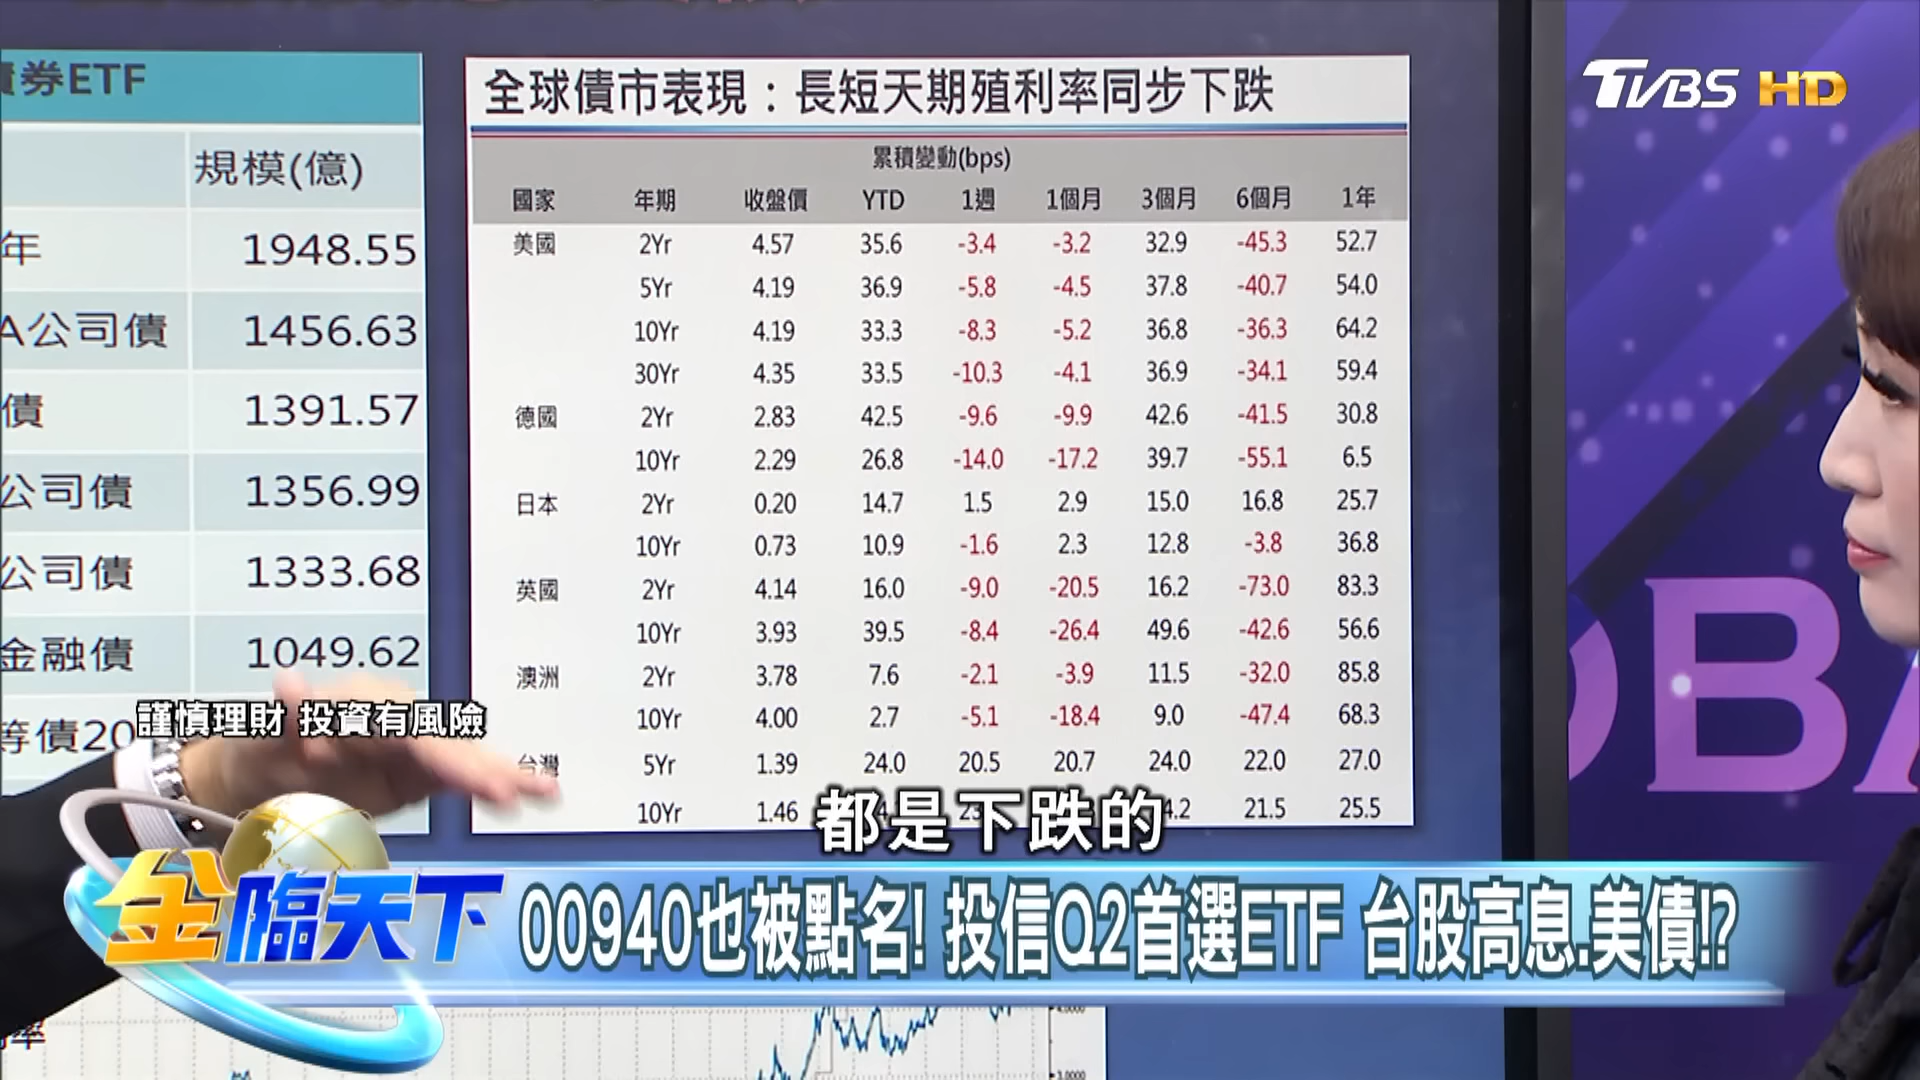 債券ETF
規模(億)
年 1948.55
A公司債 1456.63
債 1391.57
公司債 1356.99
公司債 1333.68
金融債 1049.62
等債20
全球債市表現：長短天期殖利率同步下跌
累積變動(bps)
國家 年期 收盤價 YTD 1週 1個月 3個月 6個月 1年
美國 2Yr 4.57 35.6 -3.4 -3.2 32.9 -45.3 52.7
5Yr 4.19 36.9 -5.8 -4.5 37.8 -40.7 54.0
10Yr 4.19 33.3 -8.3 -5.2 36.8 -36.3 64.2
30Yr 4.35 33.5 -10.3 -4.1 36.9 -34.1 59.4
德國 2Yr 2.83 42.5 -9.6 -9.9 42.6 -41.5 30.8
10Yr 2.29 26.8 -14.0 -17.2 39.7 -55.1 6.5
日本 2Yr 0.20 14.7 1.5 2.9 15.0 16.8 25.7
10Yr 0.73 10.9 -1.6 2.3 12.8 -3.8 36.8
英國 2Yr 4.14 16.0 -9.0 -20.5 16.2 -73.0 83.3
10Yr 3.93 39.5 -8.4 -26.4 49.6 -42.6 56.6
澳洲 2Yr 3.78 7.6 -2.1 -3.9 11.5 -32.0 85.8
10Yr 4.00 2.7 -5.1 -18.4 9.0 -47.4 68.3
台灣 5Yr 1.39 24.0 20.5 20.7 24.0 22.0 27.0
10Yr 1.46 4.2 21.5 25.5
TVBS HD
謹慎理財 投資有風險
都是下跌的
金臨天下
00940也被點名! 投信Q2首選ETF 台股高息.美債!?
4.0000
3.0000
率